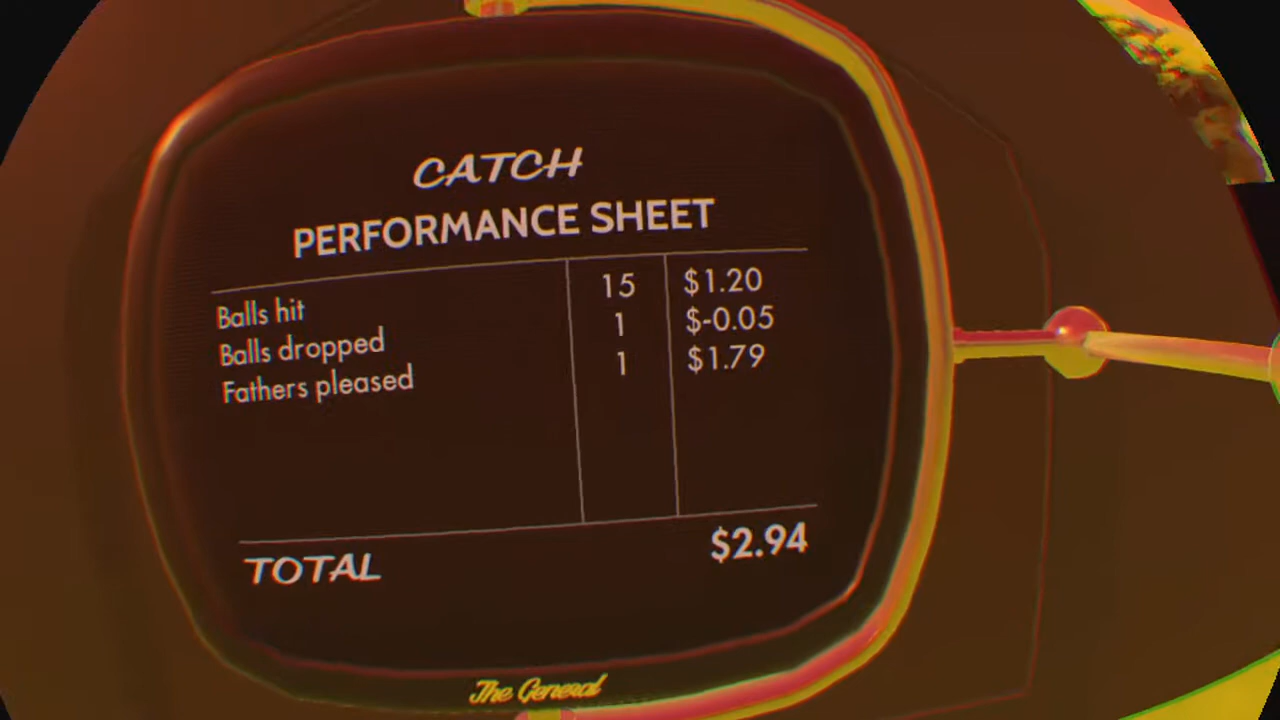 CATCH
PERFORMANCE SHEET
Balls hit 15 $1.20
Balls dropped 1 $-0.05
Fathers pleased 1 $1.79
TOTAL $2.94
The General